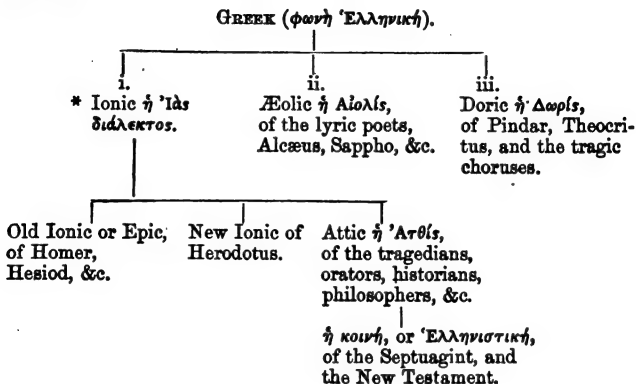 GREEK (φωνὴ Ἑλληνική).
i.
* Ionic ἡ Ἰὰς
διάλεκτος.
ii.
Æolic ἡ Αἰολίς,
of the lyric poets,
Alcæus, Sappho, &c.
iii.
Doric ἡ Δωρίς,
of Pindar, Theocri-
tus, and the tragic
choruses.
Old Ionic or Epic,
of Homer,
Hesiod, &c.
New Ionic of
Herodotus.
Attic ἡ Ἀτθίς,
of the tragedians,
orators, historians,
philosophers, &c.
ἡ κοινή, or Ἑλληνιστική,
of the Septuagint, and
the New Testament.